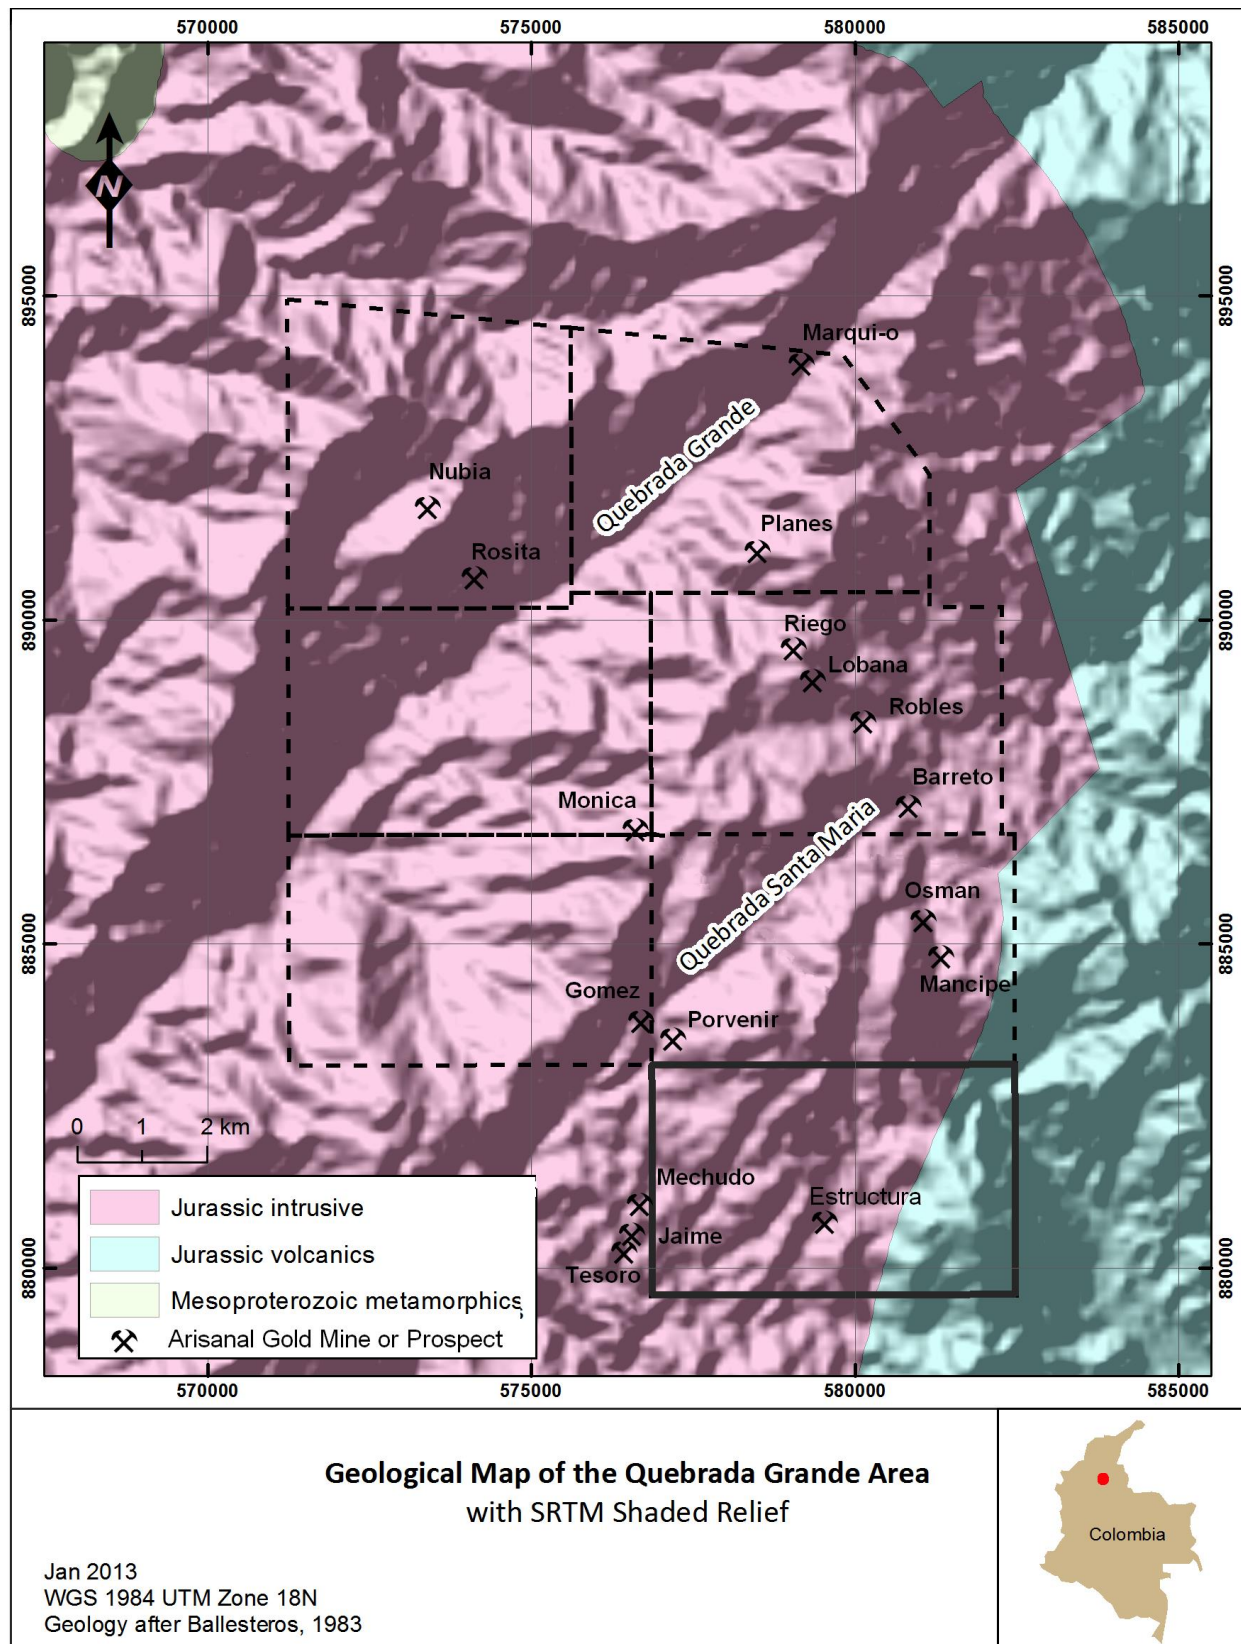 570000
575000
580000
585000
895000
895000
N
Marqui-o
Quebrada Grande
Nubia
Planes
Rosita
890000
890000
Riego
Lobana
Robles
Barreto
Monica
Quebrada Santa Maria
Osman
885000
885000
Mancipe
Gomez
Porvenir
0 1 2 km
Mechudo
Estructura
Jaime
Tesoro
880000
880000
Jurassic intrusive
Jurassic volcanics
Mesoproterozoic metamorphics
Arisanal Gold Mine or Prospect
570000
575000
580000
585000
Geological Map of the Quebrada Grande Area
with SRTM Shaded Relief
Jan 2013
WGS 1984 UTM Zone 18N
Geology after Ballesteros, 1983
Colombia